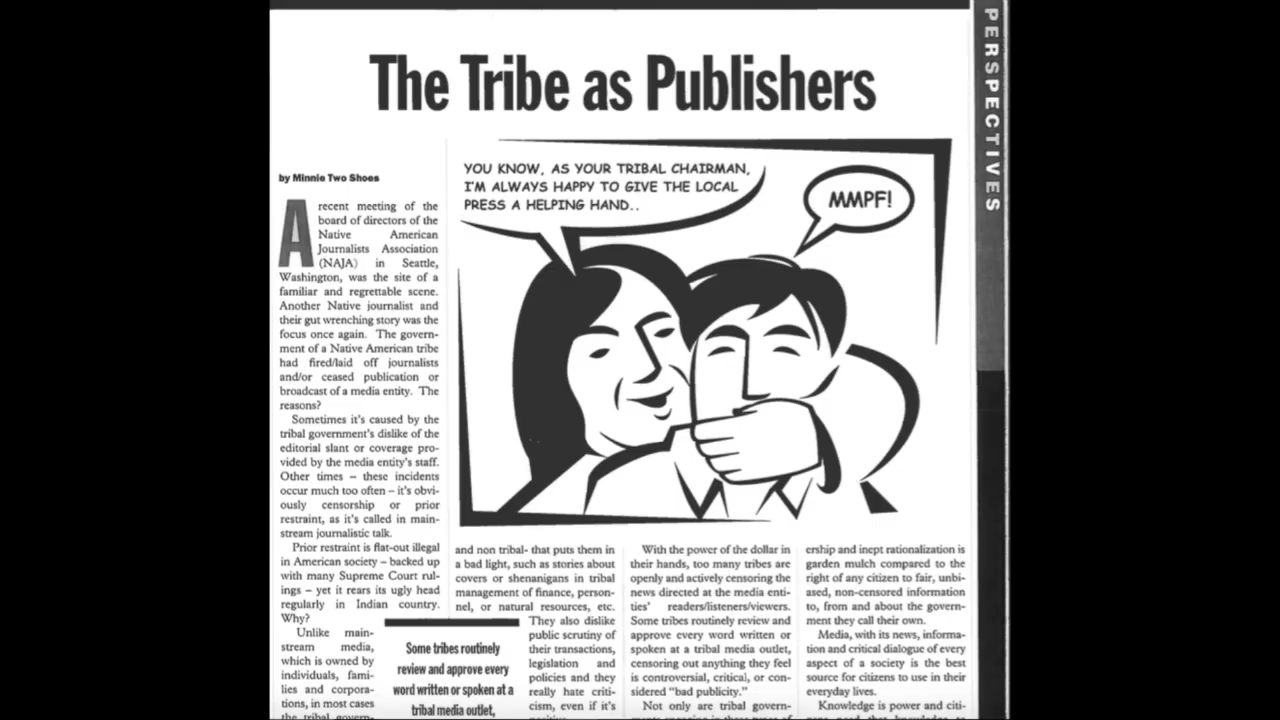 PERSPECTIVES
The Tribe as Publishers
by Minnie Two Shoes
YOU KNOW, AS YOUR TRIBAL CHAIRMAN,
I'M ALWAYS HAPPY TO GIVE THE LOCAL
PRESS A HELPING HAND..
MMPF!
A recent meeting of the
board of directors of the
Native American
Journalists Association
(NAJA) in Seattle,
Washington, was the site of a
familiar and regrettable scene.
Another Native journalist and
their gut wrenching story was the
focus once again. The govern-
ment of a Native American tribe
had fired/laid off journalists
and/or ceased publication or
broadcast of a media entity. The
reasons?
Sometimes it's caused by the
tribal government's dislike of the
editorial slant or coverage pro-
vided by the media entity's staff.
Other times – these incidents
occur much too often – it's obvi-
ously censorship or prior
restraint, as it's called in main-
stream journalistic talk.
Prior restraint is flat-out illegal
in American society – backed up
with many Supreme Court rul-
ings – yet it rears its ugly head
regularly in Indian country.
Why?
Unlike main-
stream media,
which is owned by
individuals, fami-
lies and corpora-
tions, in most cases
the tribal govern-
Some tribes routinely
review and approve every
word written or spoken at a
tribal media outlet,
and non tribal- that puts them in
a bad light, such as stories about
covers or shenanigans in tribal
management of finance, person-
nel, or natural resources, etc.
They also dislike
public scrutiny of
their transactions,
legislation and
policies and they
really hate criti-
cism, even if it's
With the power of the dollar in
their hands, too many tribes are
openly and actively censoring the
news directed at the media enti-
ties' readers/listeners/viewers.
Some tribes routinely review and
approve every word written or
spoken at a tribal media outlet,
censoring out anything they feel
is controversial, critical, or con-
sidered "bad publicity."
Not only are tribal govern-
ership and inept rationalization is
garden mulch compared to the
right of any citizen to fair, unbi-
ased, non-censored information
to, from and about the govern-
ment they call their own.
Media, with its news, informa-
tion and critical dialogue of every
aspect of a society is the best
source for citizens to use in their
everyday lives.
Knowledge is power and citi-